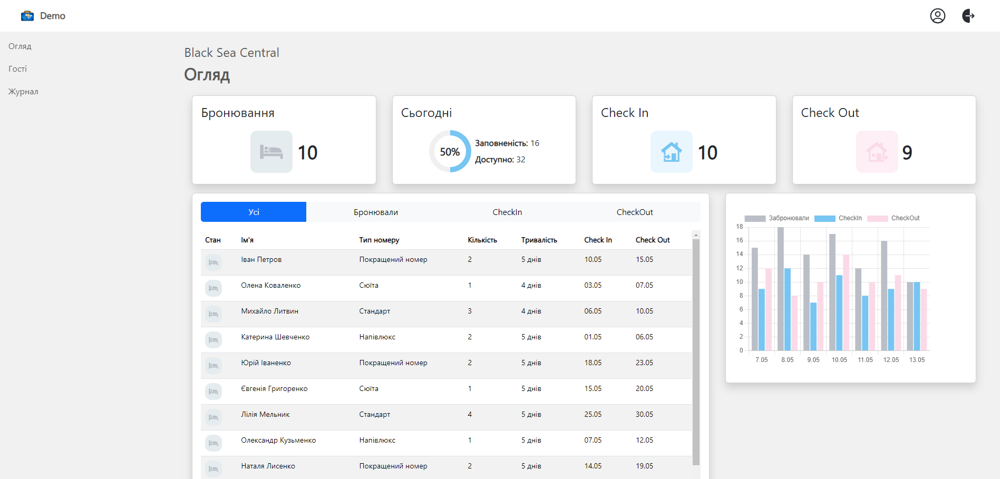 Demo
Огляд
Гості
Журнал
Black Sea Central
Огляд
Бронювання
10
Сьогодні
50%
Заповненість: 16
Доступно: 32
Check In
10
Check Out
9
Усі Бронювали CheckIn CheckOut
Стан Ім'я Тип номеру Кількість Тривалість Check In Check Out
Іван Петров Покращений номер 2 5 днів 10.05 15.05
Олена Коваленко Сюїта 1 4 днів 03.05 07.05
Михайло Литвин Стандарт 3 4 днів 06.05 10.05
Катерина Шевченко Напівлюкс 2 5 днів 01.05 06.05
Юрій Іваненко Покращений номер 2 5 днів 18.05 23.05
Євгенія Григоренко Сюїта 1 5 днів 15.05 20.05
Лілія Мельник Стандарт 4 5 днів 25.05 30.05
Олександр Кузьменко Напівлюкс 1 5 днів 07.05 12.05
Наталя Лисенко Покращений номер 2 5 днів 14.05 19.05
Забронювали CheckIn CheckOut
18
16
14
12
10
8
6
4
2
0
7.05 8.05 9.05 10.05 11.05 12.05 13.05